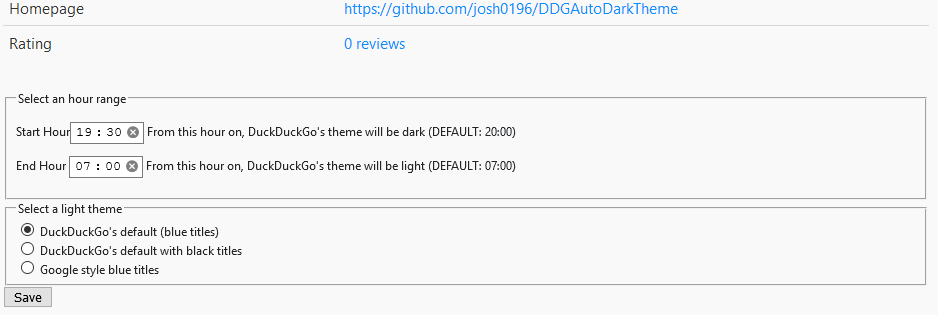 Homepage https://github.com/josh0196/DDGAutoDarkTheme
Rating 0 reviews
Select an hour range
Start Hour 19 : 30 From this hour on, DuckDuckGo's theme will be dark (DEFAULT: 20:00)
End Hour 07 : 00 From this hour on, DuckDuckGo's theme will be light (DEFAULT: 07:00)
Select a light theme
DuckDuckGo's default (blue titles)
DuckDuckGo's default with black titles
Google style blue titles
Save